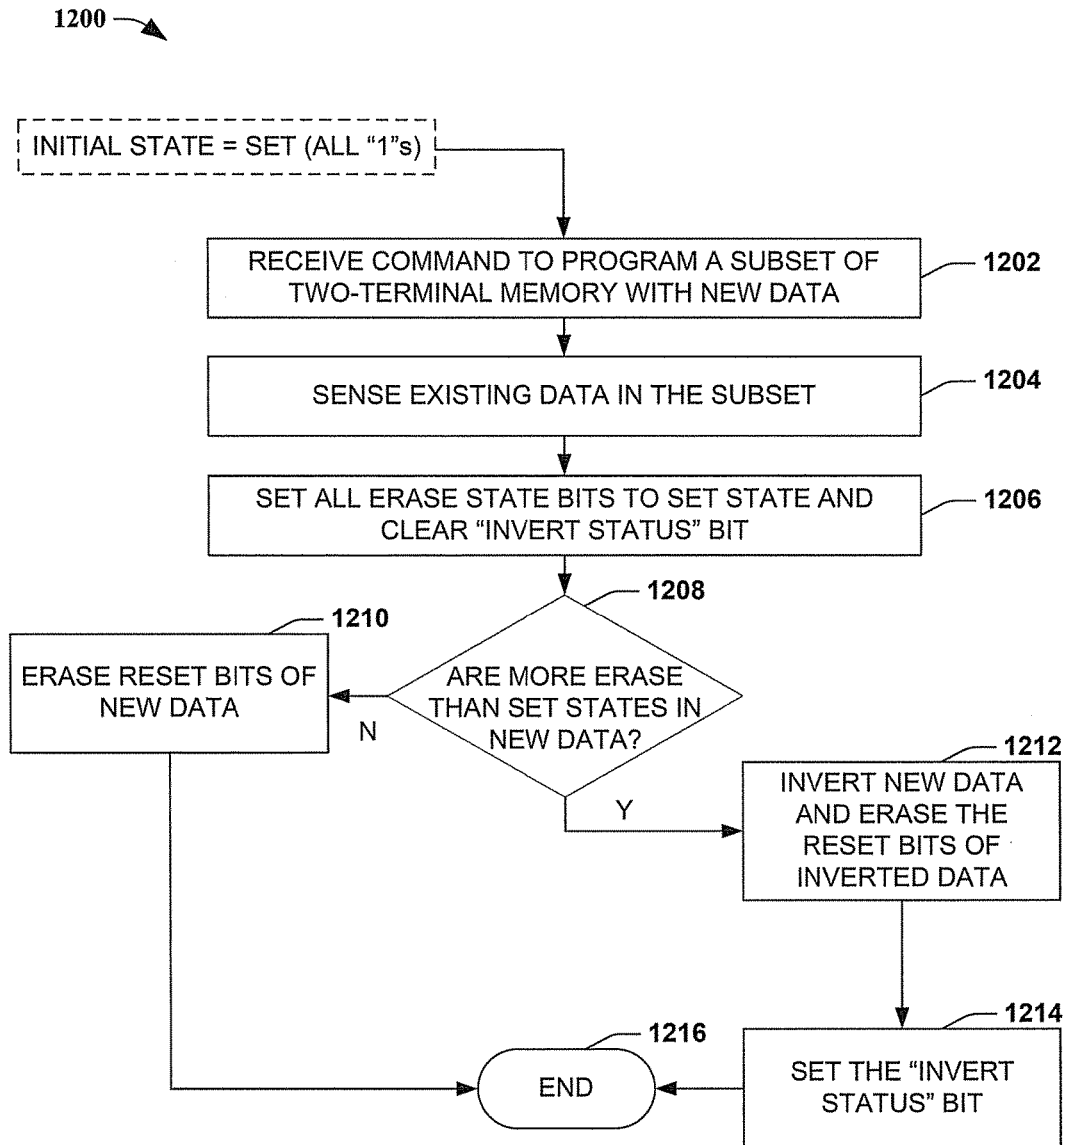 1200
INITIAL STATE = SET (ALL “1”s)
RECEIVE COMMAND TO PROGRAM A SUBSET OF
TWO-TERMINAL MEMORY WITH NEW DATA
1202
SENSE EXISTING DATA IN THE SUBSET
1204
SET ALL ERASE STATE BITS TO SET STATE AND
CLEAR “INVERT STATUS” BIT
1206
1208
ARE MORE ERASE
THAN SET STATES IN
NEW DATA?
1210
ERASE RESET BITS OF
NEW DATA
N
Y
1212
INVERT NEW DATA
AND ERASE THE
RESET BITS OF
INVERTED DATA
1214
SET THE “INVERT
STATUS” BIT
1216
END